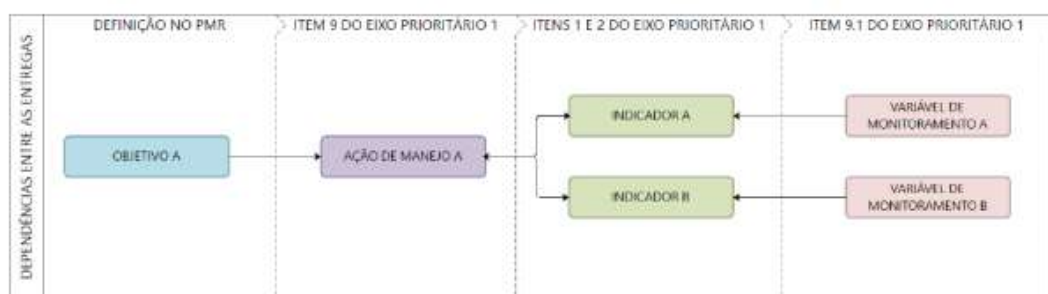 DEPENDÊNCIAS ENTRE AS ENTREGAS
DEFINIÇÃO NO PMR
ITEM 9 DO EIXO PRIORITÁRIO 1
ITENS 1 E 2 DO EIXO PRIORITÁRIO 1
ITEM 9.1 DO EIXO PRIORITÁRIO 1
OBJETIVO A
AÇÃO DE MANEJO A
INDICADOR A
INDICADOR B
VARIÁVEL DE
MONITORAMENTO A
VARIÁVEL DE
MONITORAMENTO B